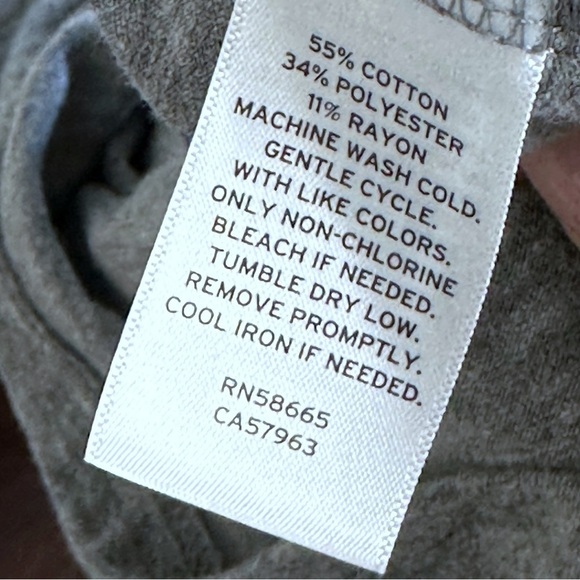 55% COTTON
34% POLYESTER
11% RAYON
MACHINE WASH COLD.
GENTLE CYCLE.
WITH LIKE COLORS.
ONLY NON-CHLORINE
BLEACH IF NEEDED.
TUMBLE DRY LOW.
REMOVE PROMPTLY.
COOL IRON IF NEEDED.
RN58665
CA57963